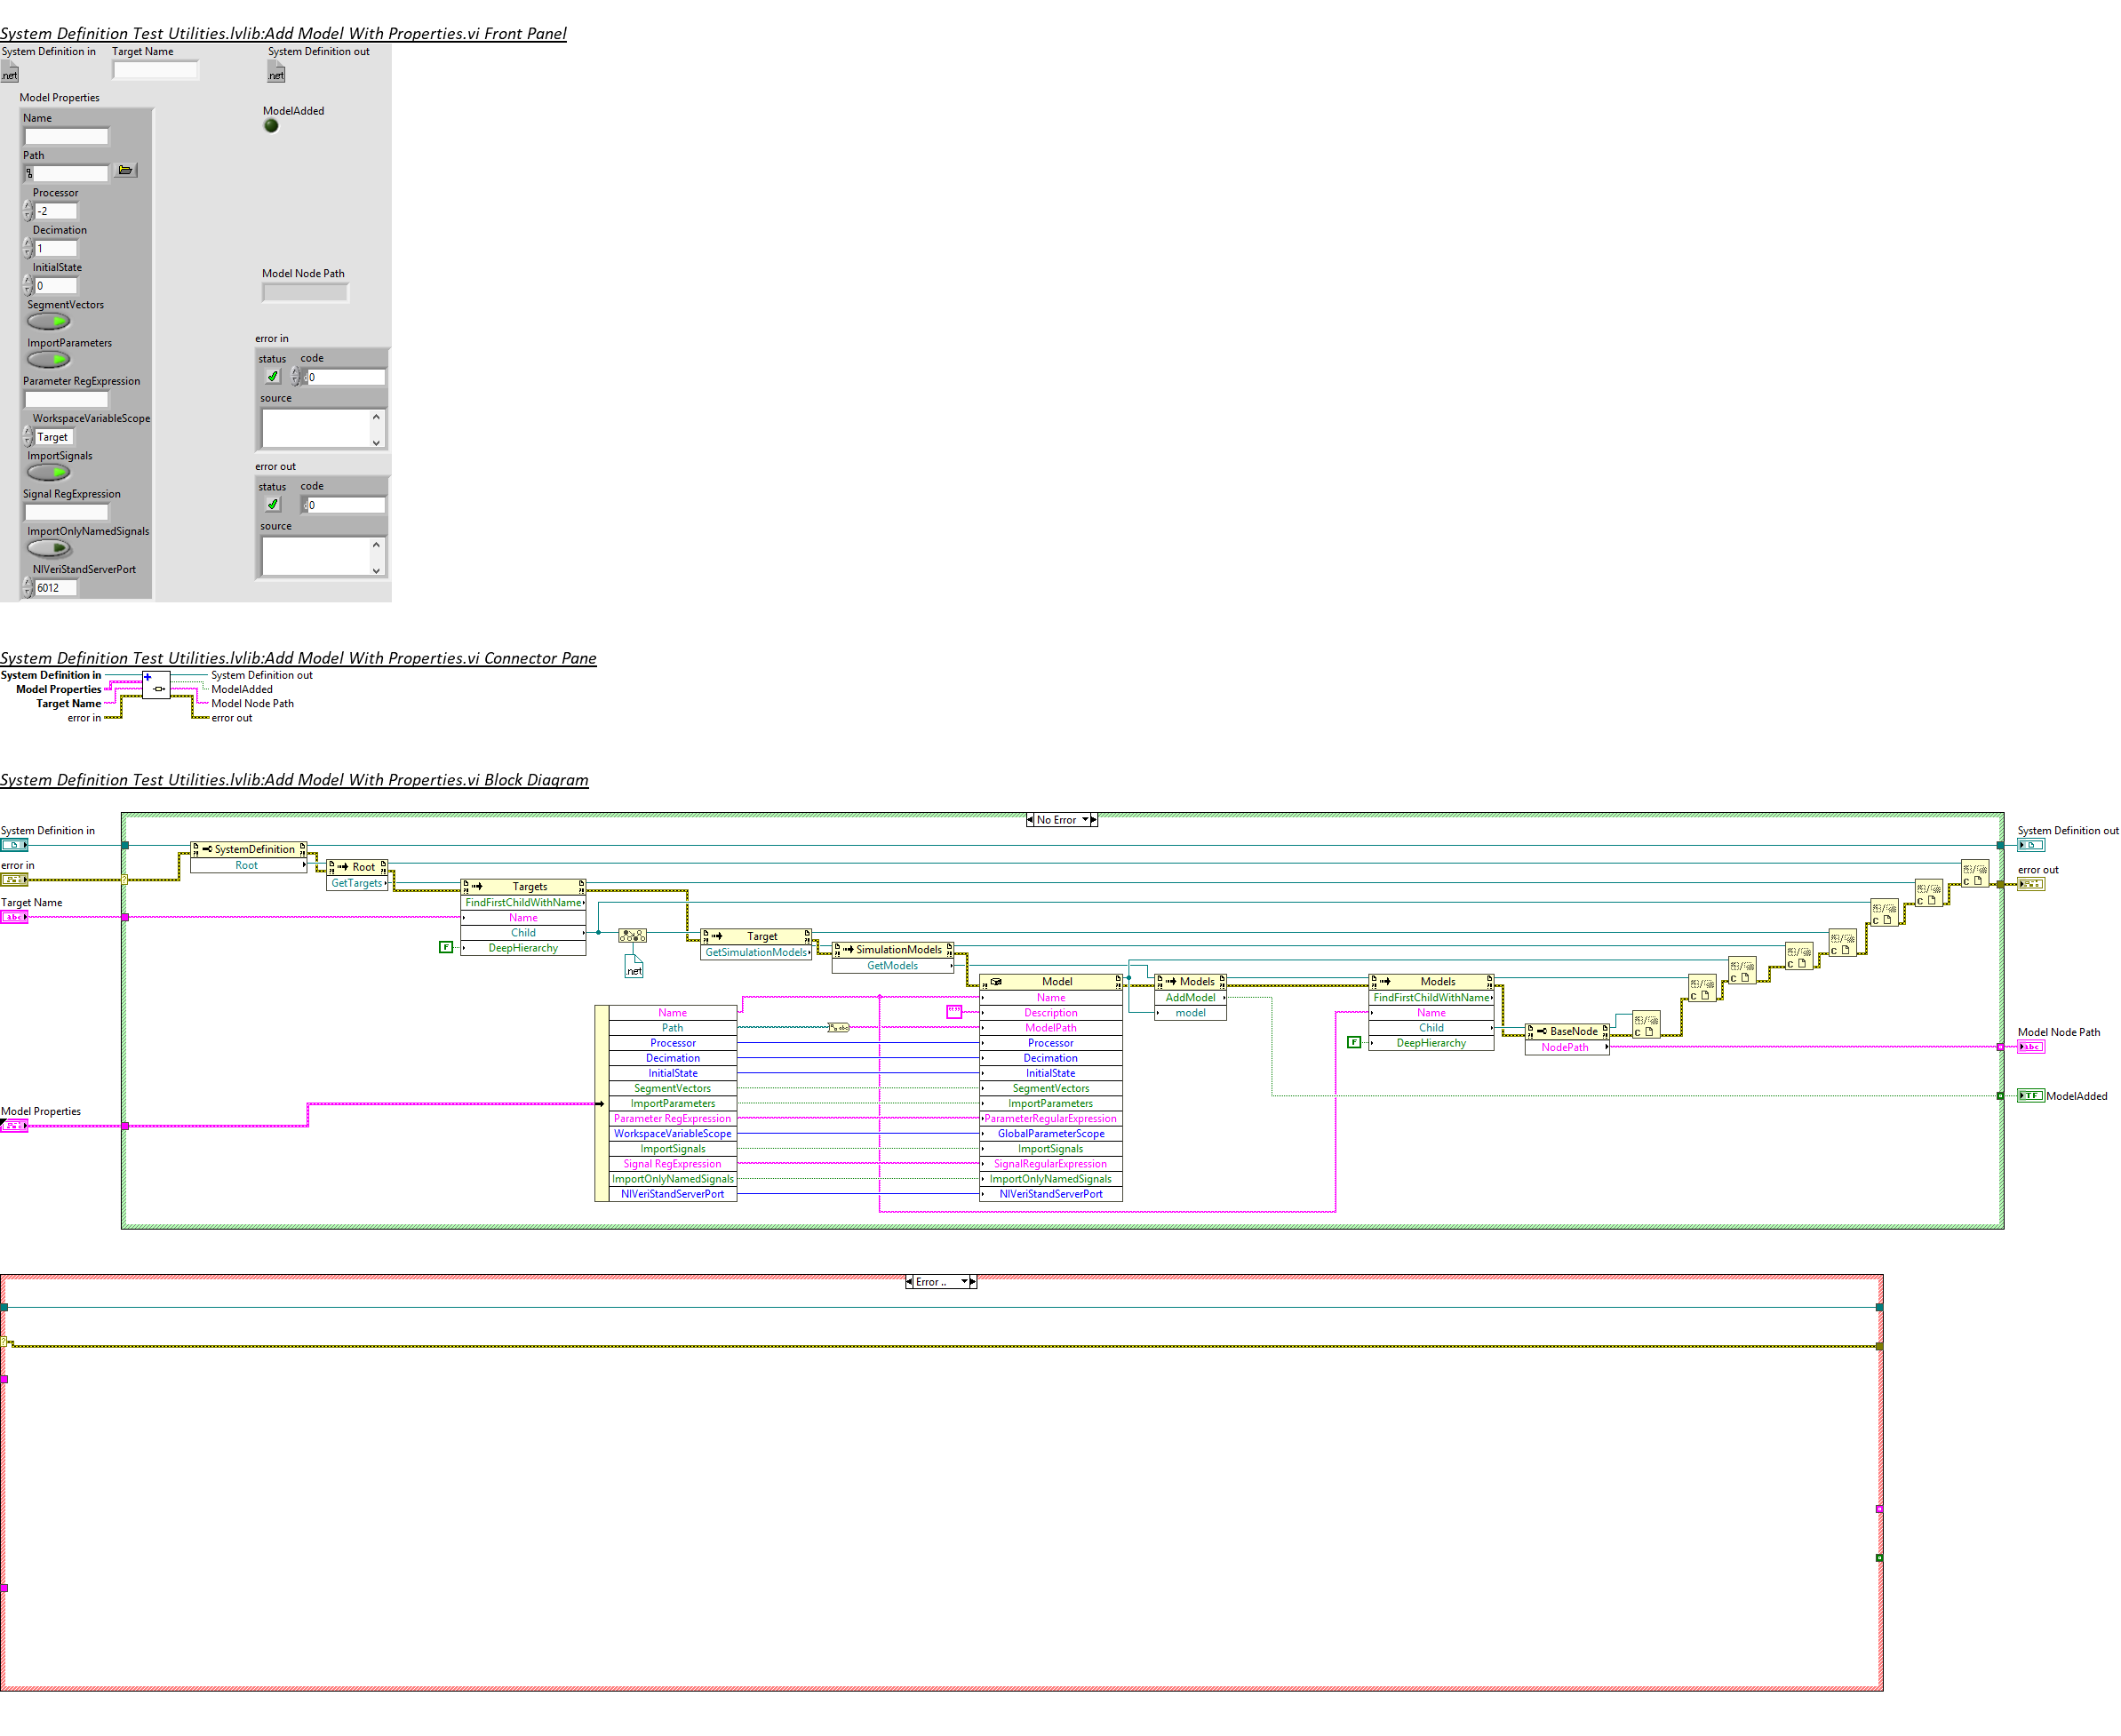 System Definition Test Utilities.lvlib:Add Model With Properties.vi Front Panel
System Definition in
Target Name
System Definition out
.net
.net
Model Properties
ModelAdded
Name
Path
Processor
-2
Decimation
1
InitialState
0
Model Node Path
SegmentVectors
ImportParameters
error in
status code
0
source
Parameter RegExpression
WorkspaceVariableScope
Target
ImportSignals
error out
status code
0
source
Signal RegExpression
ImportOnlyNamedSignals
NIVeriStandServerPort
6012
System Definition Test Utilities.lvlib:Add Model With Properties.vi Connector Pane
System Definition in
Model Properties
Target Name
error in
System Definition out
ModelAdded
Model Node Path
error out
System Definition Test Utilities.lvlib:Add Model With Properties.vi Block Diagram
No Error
System Definition in
error in
Target Name
abc
Model Properties
SystemDefinition
Root
Root
GetTargets
Targets
FindFirstChildWithName
Name
Child
DeepHierarchy
F
.net
Target
GetSimulationModels
SimulationModels
GetModels
Name
Path
Processor
Decimation
InitialState
SegmentVectors
ImportParameters
Parameter RegExpression
WorkspaceVariableScope
ImportSignals
Signal RegExpression
ImportOnlyNamedSignals
NIVeriStandServerPort
Model
Name
Description
ModelPath
Processor
Decimation
InitialState
SegmentVectors
ImportParameters
ParameterRegularExpression
GlobalParameterScope
ImportSignals
SignalRegularExpression
ImportOnlyNamedSignals
NIVeriStandServerPort
Models
AddModel
model
Models
FindFirstChildWithName
Name
Child
DeepHierarchy
F
BaseNode
NodePath
C
C
C
C
C
C
C
C
System Definition out
error out
Model Node Path
abc
TF
ModelAdded
Error ..